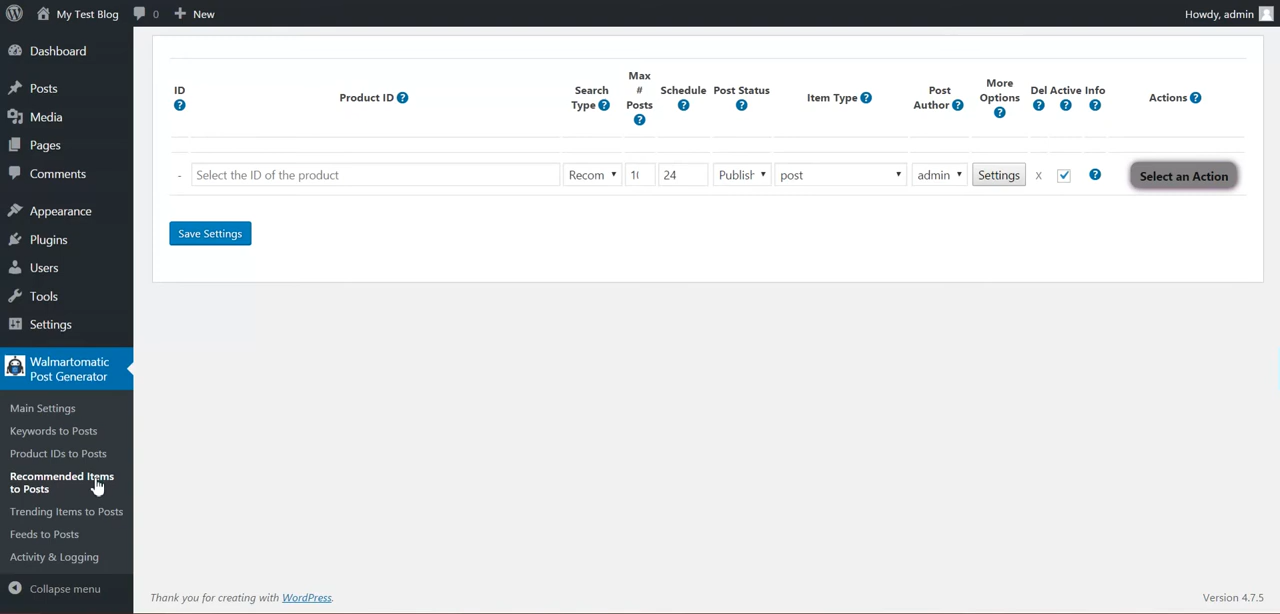 My Test Blog 0 New Howdy, admin
Dashboard
Posts
Media
Pages
Comments
Appearance
Plugins
Users
Tools
Settings
Walmartomatic
Post Generator
Main Settings
Keywords to Posts
Product IDs to Posts
Recommended Items
to Posts
Trending Items to Posts
Feeds to Posts
Activity & Logging
Collapse menu
ID
?
Product ID ?
Search
Type ?
Max
#
Posts
?
Schedule
?
Post Status
?
Item Type ?
Post
Author ?
More
Options
?
Del
?
Active
?
Info
?
Actions ?
- Select the ID of the product Recom 24 Publish post admin Settings X ? Select an Action
Save Settings
Thank you for creating with WordPress. Version 4.7.5